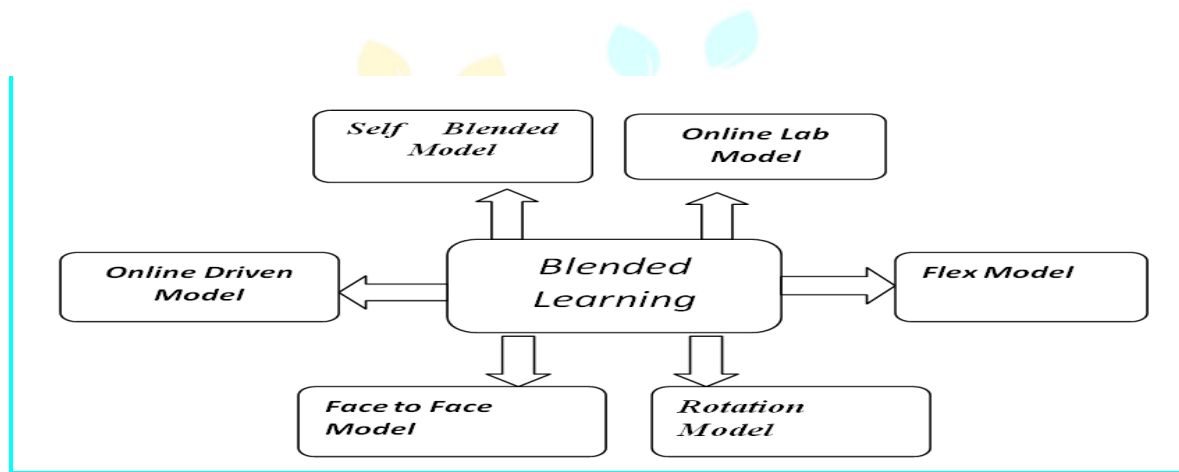 Self Blended
Model
Online Lab
Model
Online Driven
Model
Blended
Learning
Flex Model
Face to Face
Model
Rotation
Model